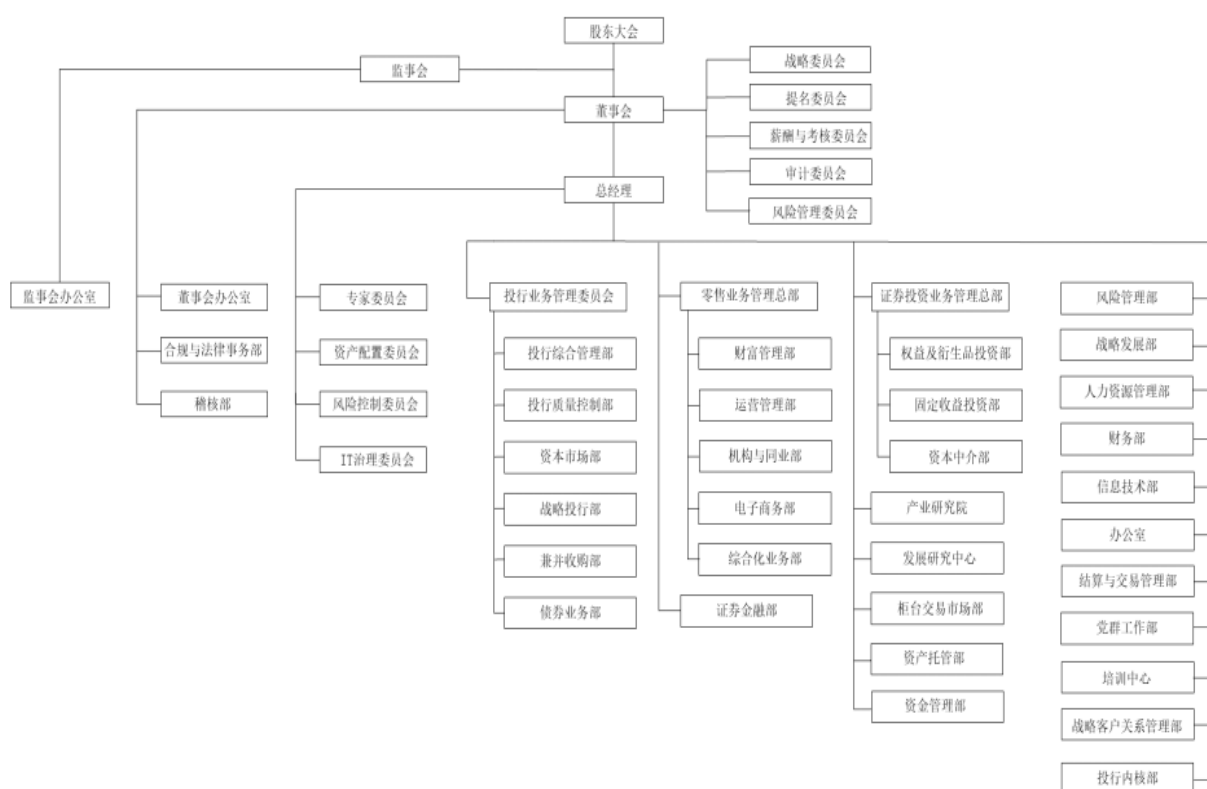 股东大会
监事会
战略委员会
提名委员会
董事会
薪酬与考核委员会
审计委员会
总经理
风险管理委员会
监事会办公室
董事会办公室
合规与法律事务部
稽核部
专家委员会
资产配置委员会
风险控制委员会
IT治理委员会
投行业务管理委员会
投行综合管理部
投行质量控制部
资本市场部
战略投行部
兼并收购部
债券业务部
零售业务管理总部
财富管理部
运营管理部
机构与同业部
电子商务部
综合化业务部
证券金融部
证券投资业务管理总部
权益及衍生品投资部
固定收益投资部
资本中介部
产业研究院
发展研究中心
柜台交易市场部
资产托管部
资金管理部
风险管理部
战略发展部
人力资源管理部
财务部
信息技术部
办公室
结算与交易管理部
党群工作部
培训中心
战略客户关系管理部
投行内核部